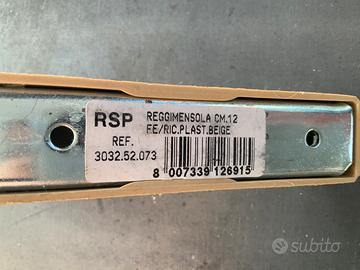 RSP
REGGIMENSOLA CM.12
FE/RIC.PLAST.BEIGE
REF.
3032.52.073
8 007339 126915
subito